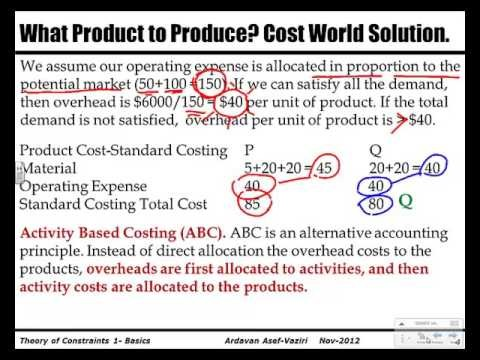 What Product to Produce? Cost World Solution.
We assume our operating expense is allocated in proportion to the
potential market (50+100 =150). If we can satisfy all the demand,
then overhead is $6000/150 = $40 per unit of product. If the total
demand is not satisfied, overhead per unit of product is > $40.
Product Cost-Standard Costing P Q
Material 5+20+20 = 45 20+20 = 40
Operating Expense 40 40
Standard Costing Total Cost 85 80 Q
Activity Based Costing (ABC). ABC is an alternative accounting
principle. Instead of direct allocation the overhead costs to the
products, overheads are first allocated to activities, and then
activity costs are allocated to the products.
Theory of Constraints 1- Basics Ardavan Asef-Vaziri Nov-2012